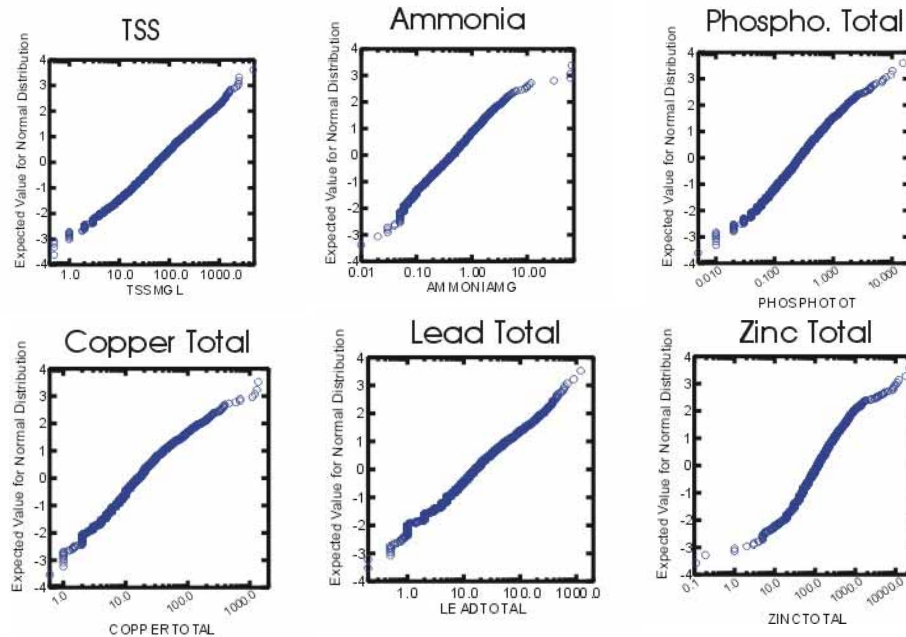 TSS
Ammonia
Phospho. Total
Expected Value for Normal Distribution
4
3
2
1
0
-1
-2
-3
-4
1.0 10.0 100.0 1000.0
TSSMGL
Expected Value for Normal Distribution
4
3
2
1
0
-1
-2
-3
-4
0.01 0.10 1.00 10.00
AMMONIAMG
Expected Value for Normal Distribution
4
3
2
1
0
-1
-2
-3
-4
0.010 0.100 1.000 10.000
PHOSPHOTOT
Copper Total
Lead Total
Zinc Total
Expected Value for Normal Distribution
4
3
2
1
0
-1
-2
-3
-4
1.0 10.0 100.0 1000.0
COPPERTOTAL
Expected Value for Normal Distribution
4
3
2
1
0
-1
-2
-3
-4
1.0 10.0 100.0 1000.0
LEADTOTAL
Expected Value for Normal Distribution
4
3
2
1
0
-1
-2
-3
-4
0.1 1.0 10.0 100.0 1000.0 10000.0
ZINCTOTAL